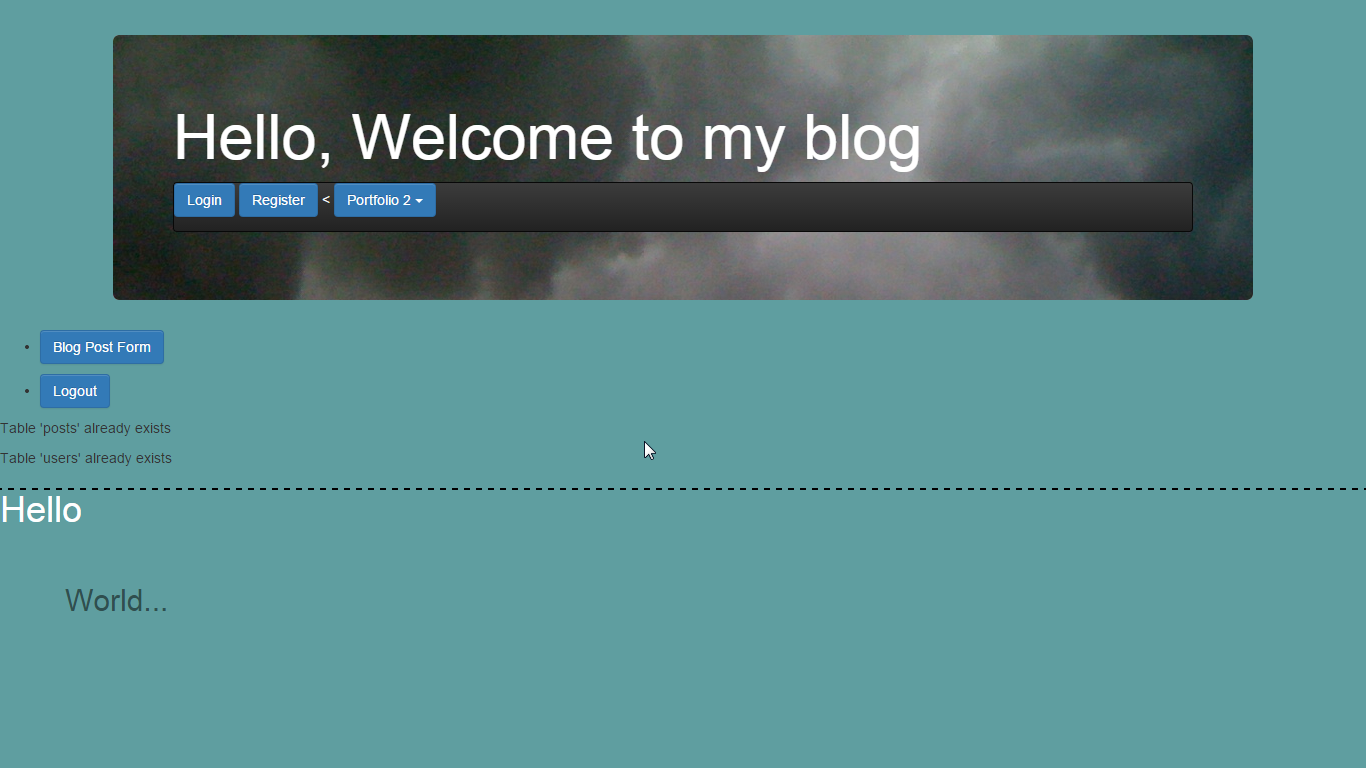 Hello, Welcome to my blog
Login Register < Portfolio 2
Blog Post Form
Logout
Table 'posts' already exists
Table 'users' already exists
Hello
World...